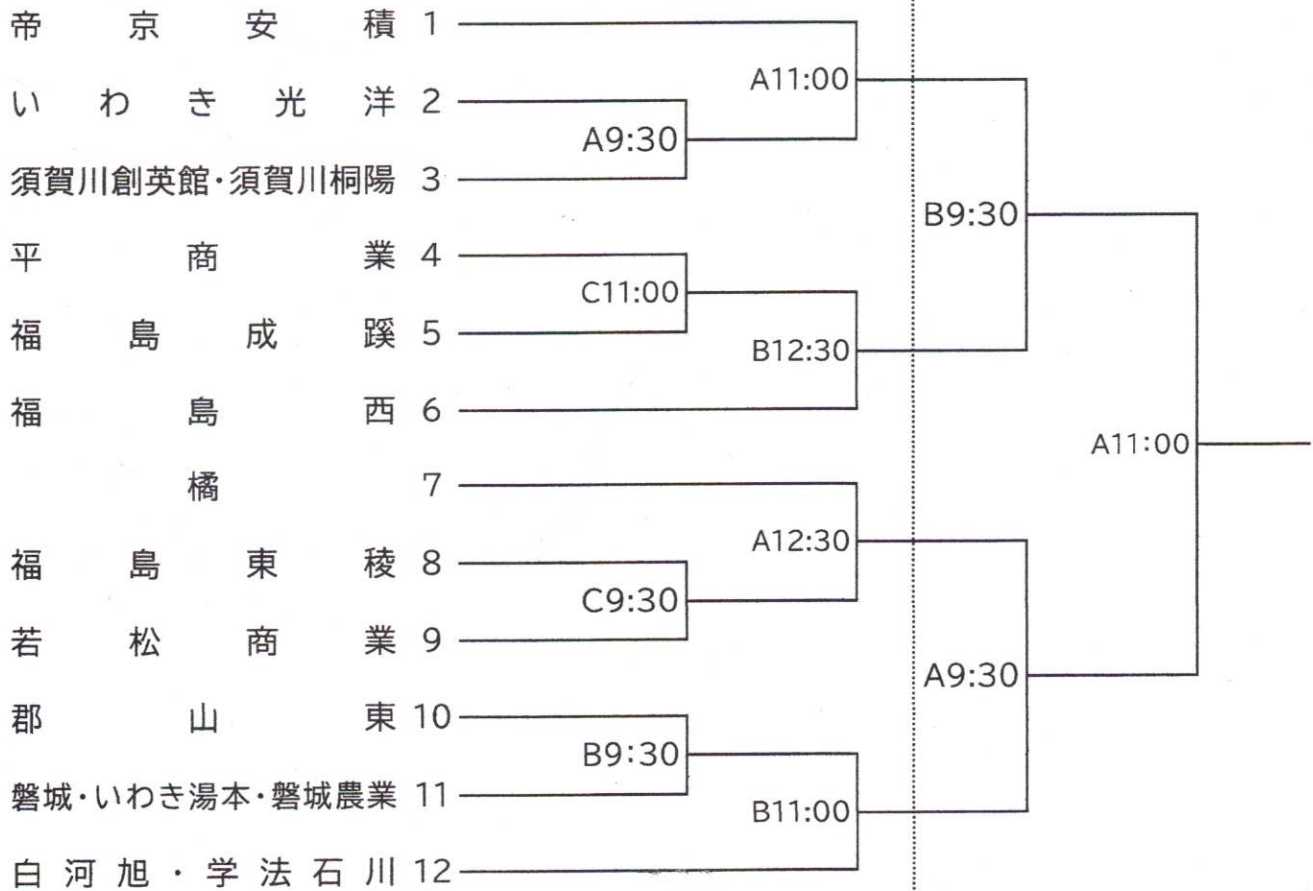 帝京安積 1
いわき光洋 2
須賀川創英館・須賀川桐陽 3
平商業 4
福島成蹊 5
福島西 6
橘 7
福島東稜 8
若松商業 9
郡山東 10
磐城・いわき湯本・磐城農業 11
白河旭・学法石川 12
A9:30
C11:00
C9:30
B9:30
A11:00
B12:30
A12:30
B11:00
B9:30
A9:30
A11:00